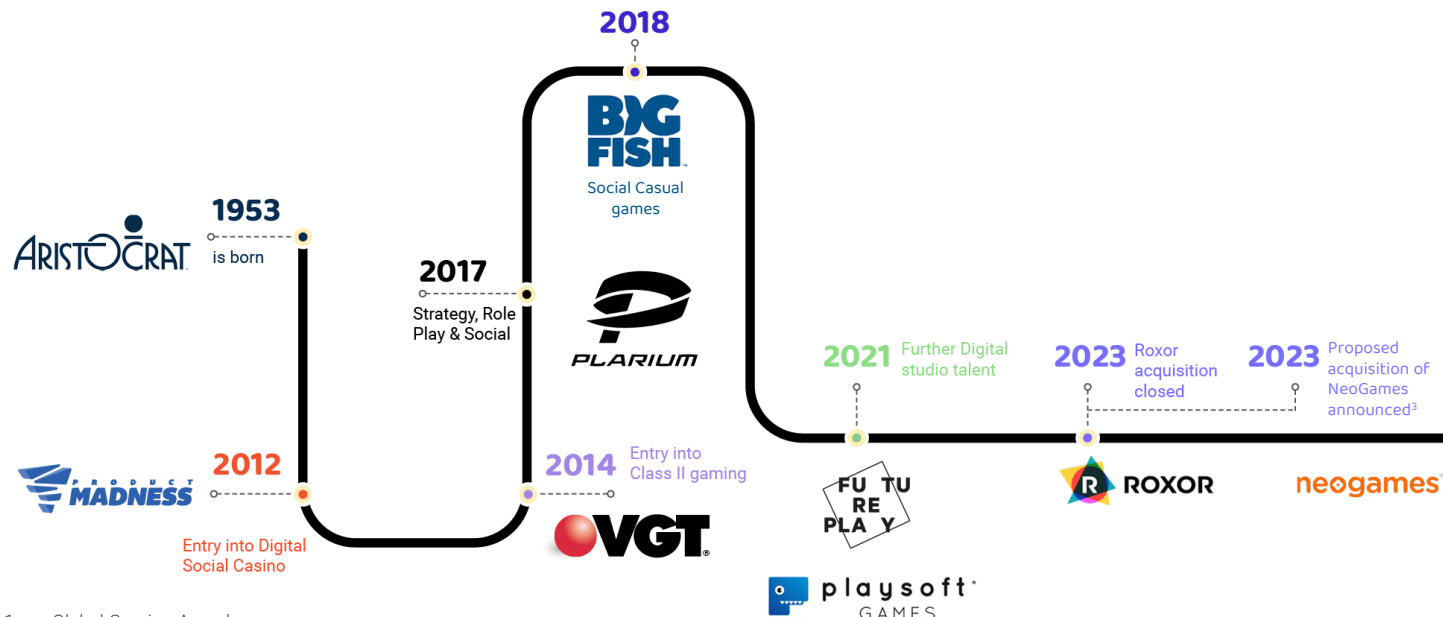 2018
BIG
FISH™
Social Casual
games
1953
ARISTOCRAT
is born
2017
Strategy, Role
Play & Social
PLARIUM
2021
Further Digital
studio talent
2023
Roxor
acquisition
closed
2023
Proposed
acquisition of
NeoGames
announced³
PRODUCT
MADNESS
2012
Entry into Digital
Social Casino
2014
Entry into
Class II gaming
VGT®
FU TU
RE
PLA Y
R ROXOR
neogames®
playsoft
GAMES